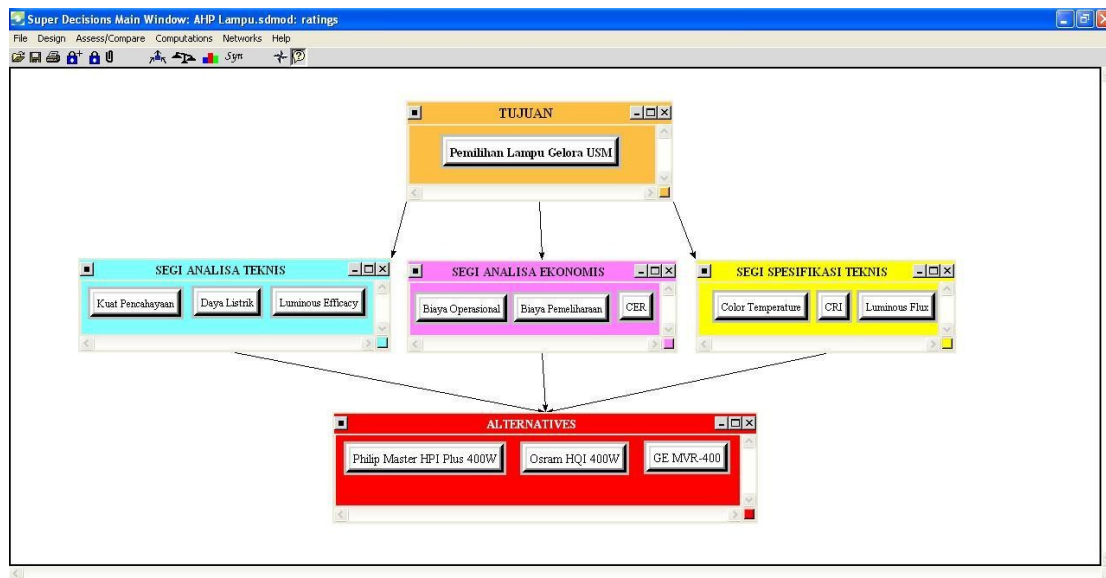 Super Decisions Main Window: AHP Lampu.sdmod: ratings
File Design Assess/Compare Computations Networks Help
Syn
TUJUAN
Pemilihan Lampu Gelora USM
SEGI ANALISA TEKNIS
Kuat Pencahayaan Daya Listrik Luminous Efficacy
SEGI ANALISA EKONOMIS
Biaya Operasional Biaya Pemeliharaan CER
SEGI SPESIFIKASI TEKNIS
Color Temperature CRI Luminous Flux
ALTERNATIVES
Philip Master HPI Plus 400W Osram HQI 400W GE MVR-400